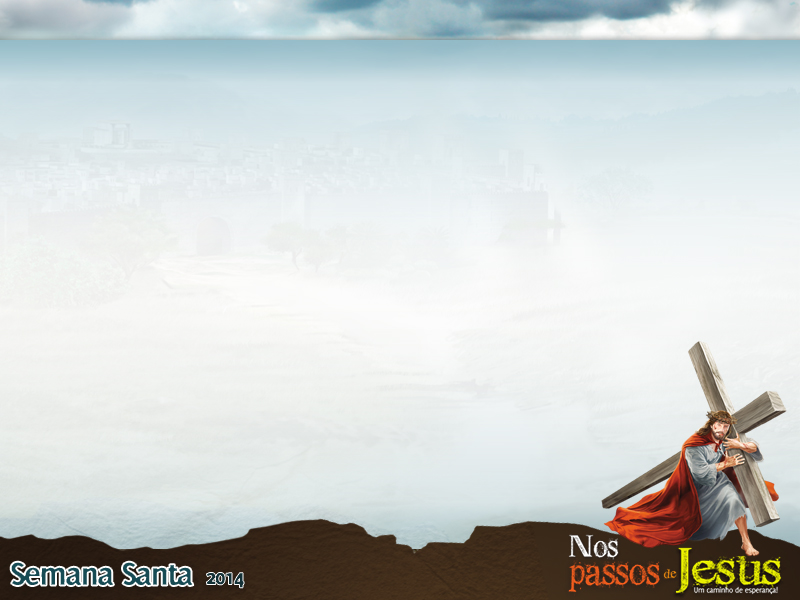 Semana Santa 2014
Nos
passos de Jesus
Um caminho de esperança!